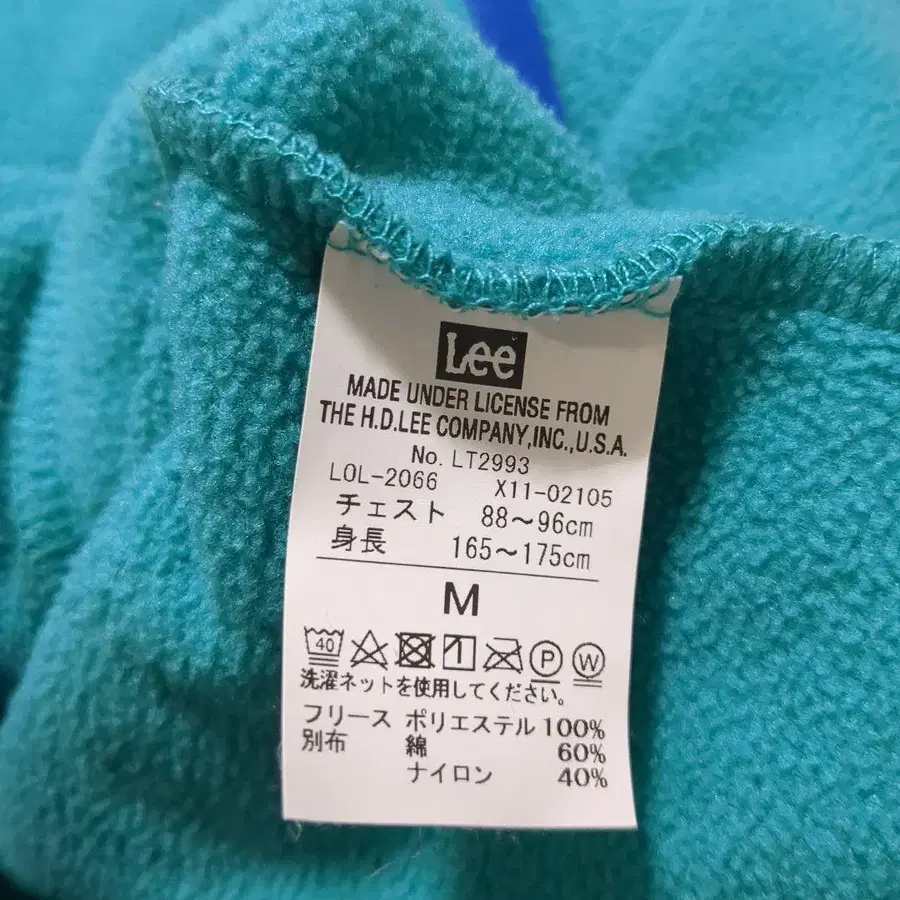 Lee
MADE UNDER LICENSE FROM
THE H.D.LEE COMPANY,INC.,U.S.A.
No. LT2993
LOL-2066 X11-02105
チェスト 88〜96cm
身長 165〜175cm
M
40 P W
洗濯ネットを使用してください。
フリース ポリエステル 100%
別布 綿 60%
ナイロン 40%